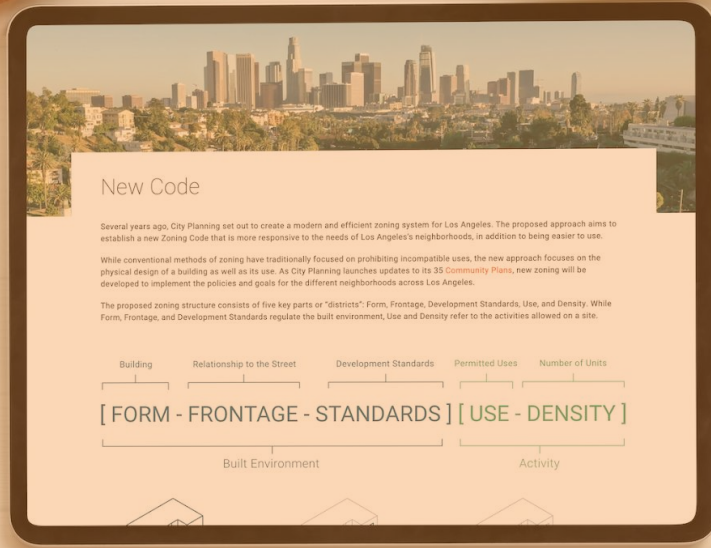 New Code
Several years ago, City Planning set out to create a modern and efficient zoning system for Los Angeles. The proposed approach aims to
establish a new Zoning Code that is more responsive to the needs of Los Angeles's neighborhoods, in addition to being easier to use.
While conventional methods of zoning have traditionally focused on prohibiting incompatible uses, the new approach focuses on the
physical design of a building as well as its use. As City Planning launches updates to its 35 Community Plans, new zoning will be
developed to implement the policies and goals for the different neighborhoods across Los Angeles.
The proposed zoning structure consists of five key parts or "districts": Form, Frontage, Development Standards, Use, and Density. While
Form, Frontage, and Development Standards regulate the built environment, Use and Density refer to the activities allowed on a site.
Building Relationship to the Street Development Standards Permitted Uses Number of Units
[ FORM - FRONTAGE - STANDARDS ] [ USE - DENSITY ]
Built Environment Activity